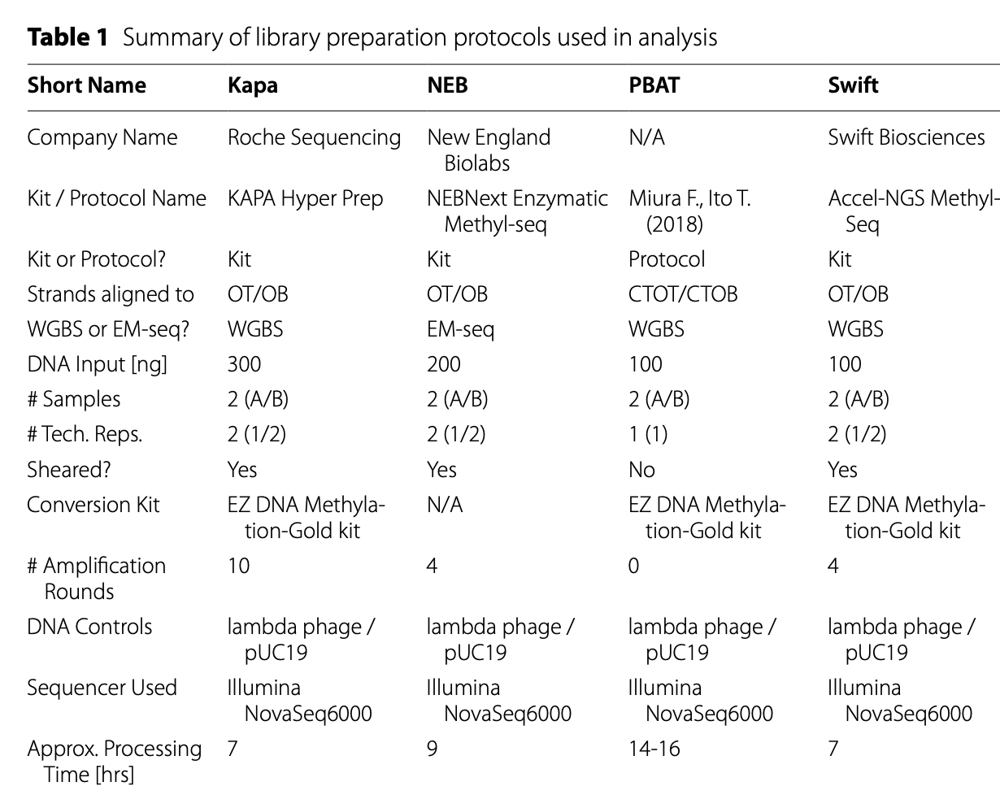 Table 1 Summary of library preparation protocols used in analysis
Short Name Kapa NEB PBAT Swift
Company Name Roche Sequencing New England N/A Swift Biosciences
Biolabs
Kit / Protocol Name KAPA Hyper Prep NEBNext Enzymatic Miura F., Ito T. Accel-NGS Methyl-
Methyl-seq (2018) Seq
Kit or Protocol? Kit Kit Protocol Kit
Strands aligned to OT/OB OT/OB CTOT/CTOB OT/OB
WGBS or EM-seq? WGBS EM-seq WGBS WGBS
DNA Input [ng] 300 200 100 100
# Samples 2 (A/B) 2 (A/B) 2 (A/B) 2 (A/B)
# Tech. Reps. 2 (1/2) 2 (1/2) 1 (1) 2 (1/2)
Sheared? Yes Yes No Yes
Conversion Kit EZ DNA Methyla- N/A EZ DNA Methyla- EZ DNA Methyla-
tion-Gold kit tion-Gold kit tion-Gold kit
# Amplification 10 4 0 4
Rounds
DNA Controls lambda phage / lambda phage / lambda phage / lambda phage /
pUC19 pUC19 pUC19 pUC19
Sequencer Used Illumina Illumina Illumina Illumina
NovaSeq6000 NovaSeq6000 NovaSeq6000 NovaSeq6000
Approx. Processing 7 9 14-16 7
Time [hrs]